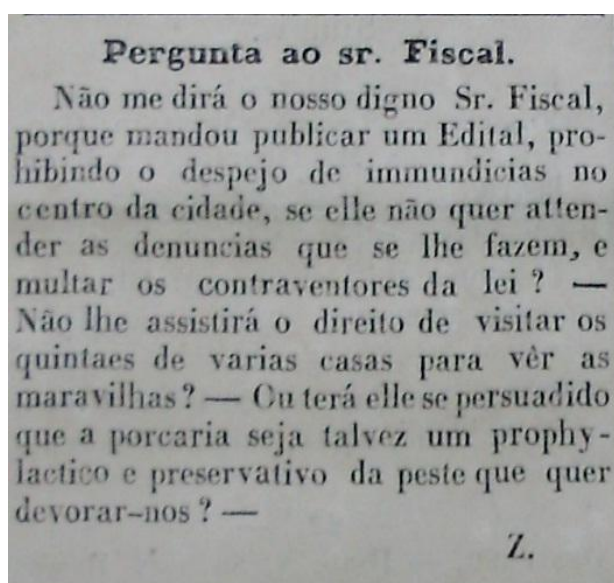 Pergunta ao sr. Fiscal.
Não me dirá o nosso digno Sr. Fiscal,
porque mandou publicar um Edital, pro-
hibindo o despejo de immundicias no
centro da cidade, se elle não quer atten-
der as denuncias que se lhe fazem, e
multar os contraventores da lei ? —
Não lhe assistirá o direito de visitar os
quintaes de varias casas para vêr as
maravilhas ? — Ou terá elle se persuadido
que a porcaria seja talvez um prophy-
lactico e preservativo da peste que quer
devorar-nos ? —
Z.